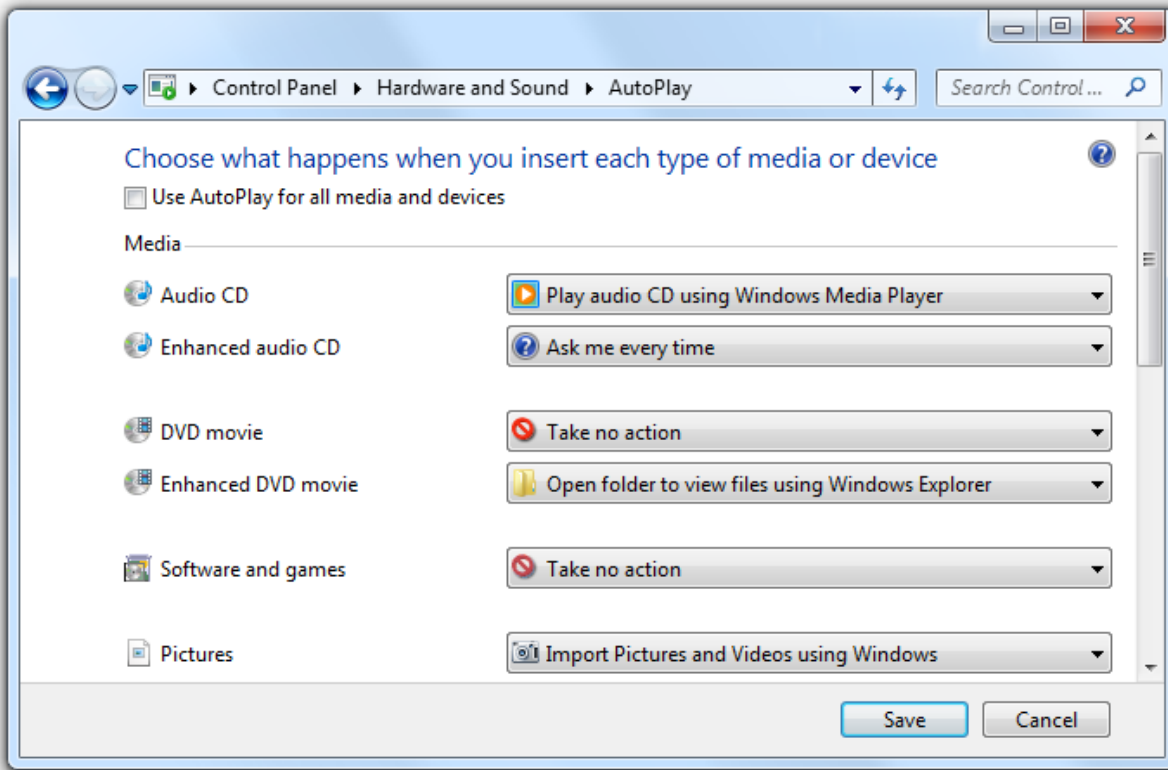 Control Panel Hardware and Sound AutoPlay Search Control ...
Choose what happens when you insert each type of media or device
Use AutoPlay for all media and devices
Media
Audio CD Play audio CD using Windows Media Player
Enhanced audio CD Ask me every time
DVD movie Take no action
Enhanced DVD movie Open folder to view files using Windows Explorer
Software and games Take no action
Pictures Import Pictures and Videos using Windows
Save Cancel